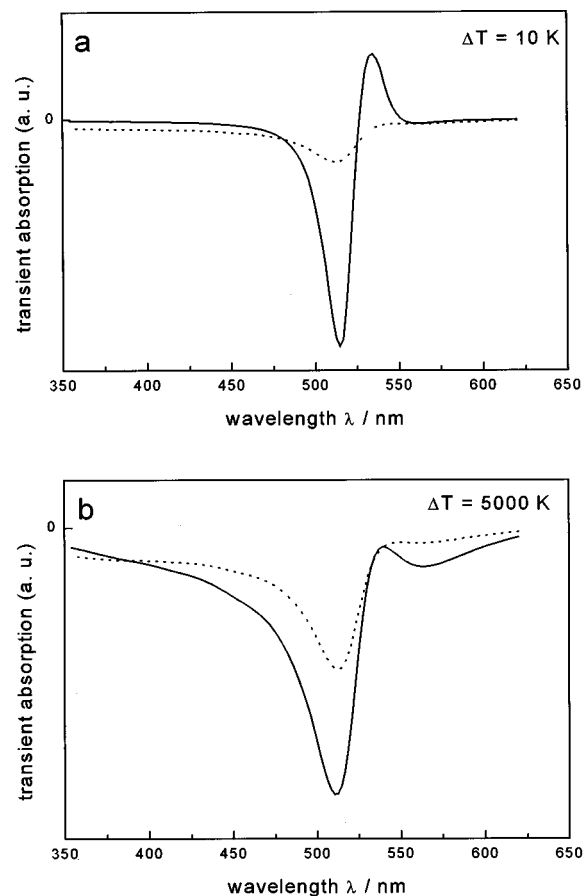 a
ΔT = 10 K
transient absorption (a. u.)
0
350 400 450 500 550 600 650
wavelength λ / nm
b
ΔT = 5000 K
transient absorption (a. u.)
0
350 400 450 500 550 600 650
wavelength λ / nm